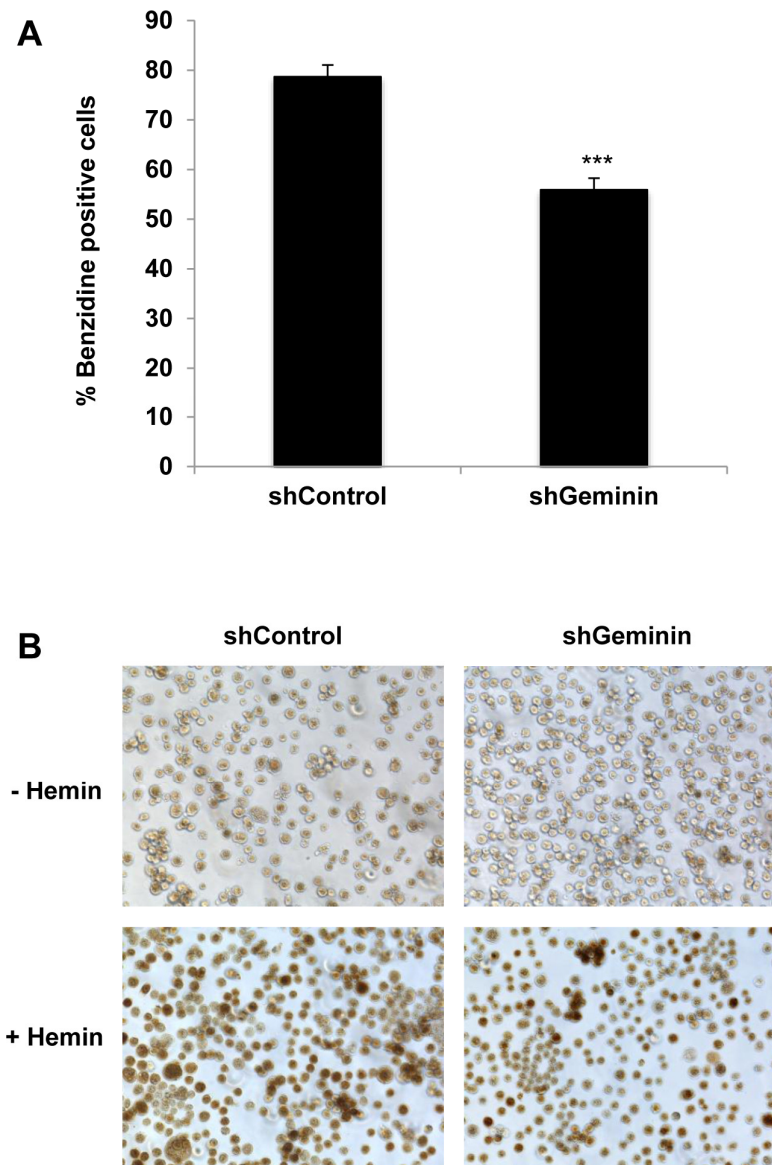 A
% Benzidine positive cells
90
80
70
60
50
40
30
20
10
0
***
shControl shGeminin
B
shControl shGeminin
- Hemin
+ Hemin